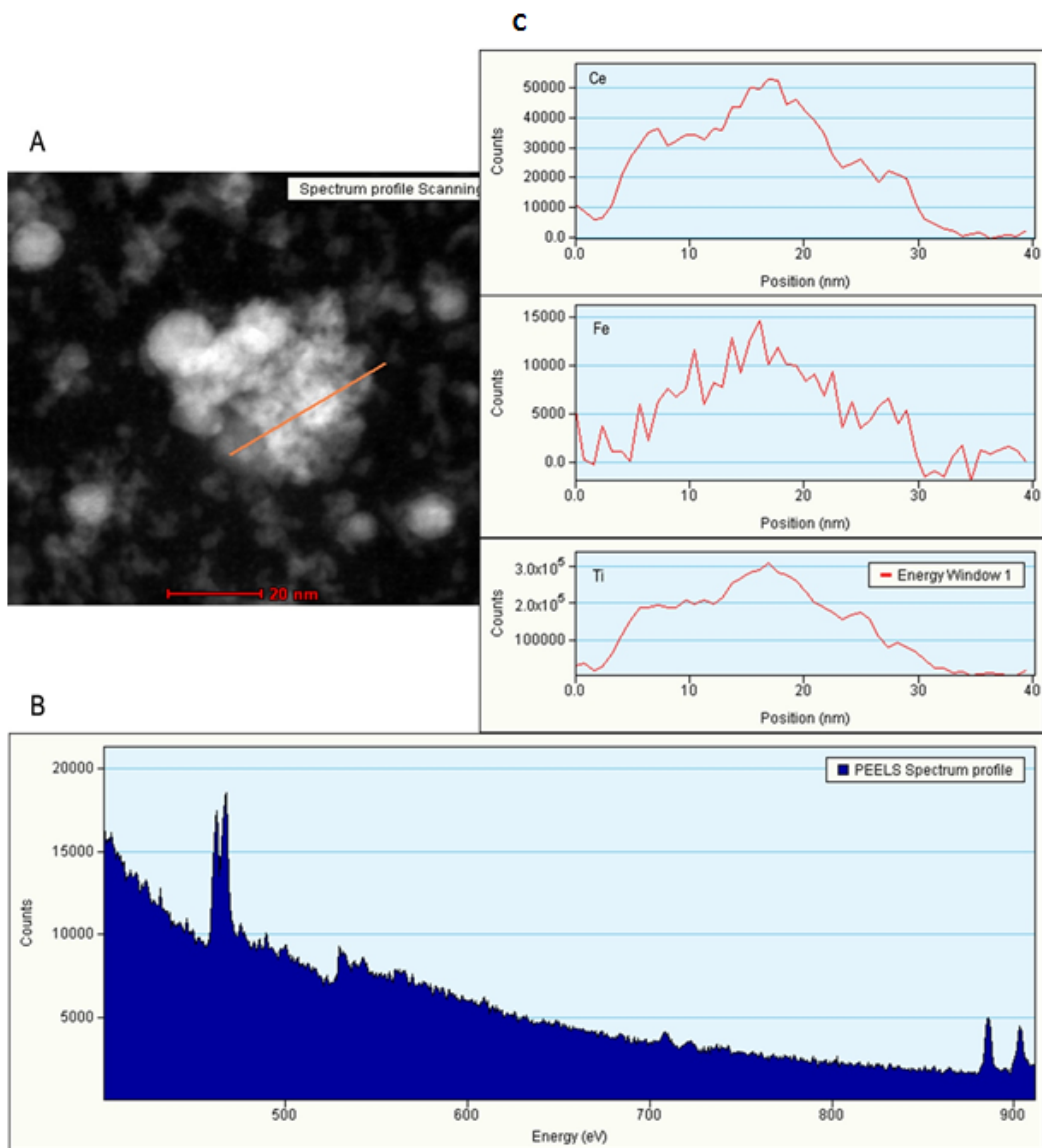 C
A
Spectrum profile Scanning
20 nm
Ce
Counts
50000
40000
30000
20000
10000
0.0
0.0 10 20 30 40
Position (nm)
Fe
Counts
15000
10000
5000
0.0
0.0 10 20 30 40
Position (nm)
Ti
Energy Window 1
Counts
3.0x10⁵
2.0x10⁵
100000
0.0 10 20 30 40
Position (nm)
B
PEELS Spectrum profile
Counts
20000
15000
10000
5000
500 600 700 800 900
Energy (eV)